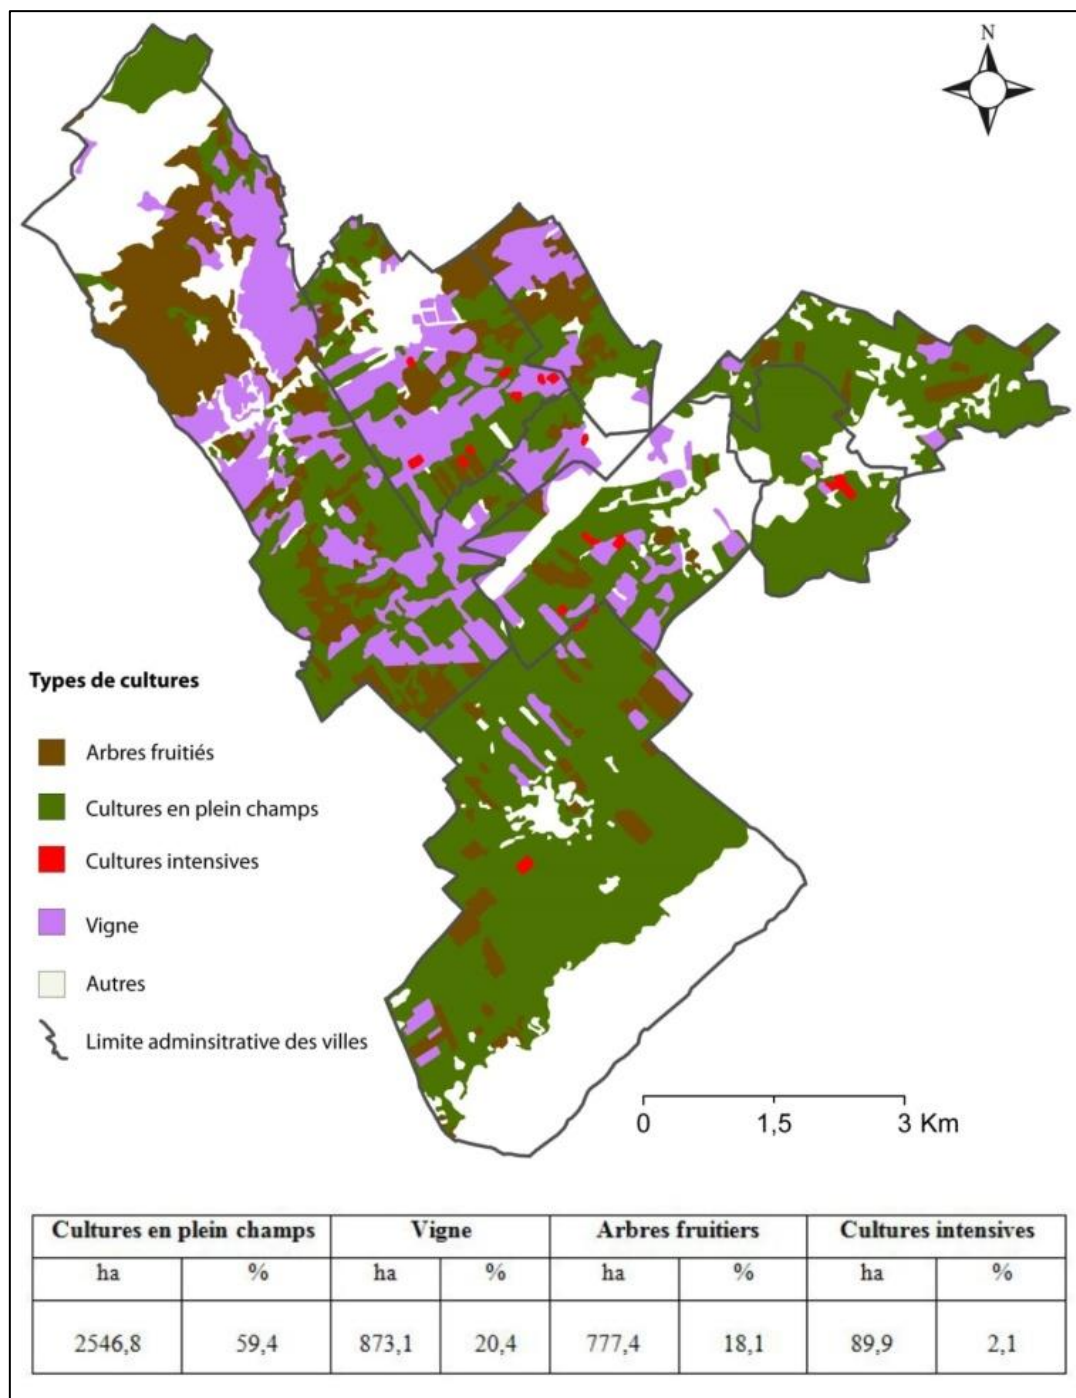 N
Types de cultures
Arbres fruitiés
Cultures en plein champs
Cultures intensives
Vigne
Autres
Limite adminsitrative des villes
0 1,5 3 Km
Cultures en plein champs Vigne Arbres fruitiers Cultures intensives
ha % ha % ha % ha %
2546,8 59,4 873,1 20,4 777,4 18,1 89,9 2,1